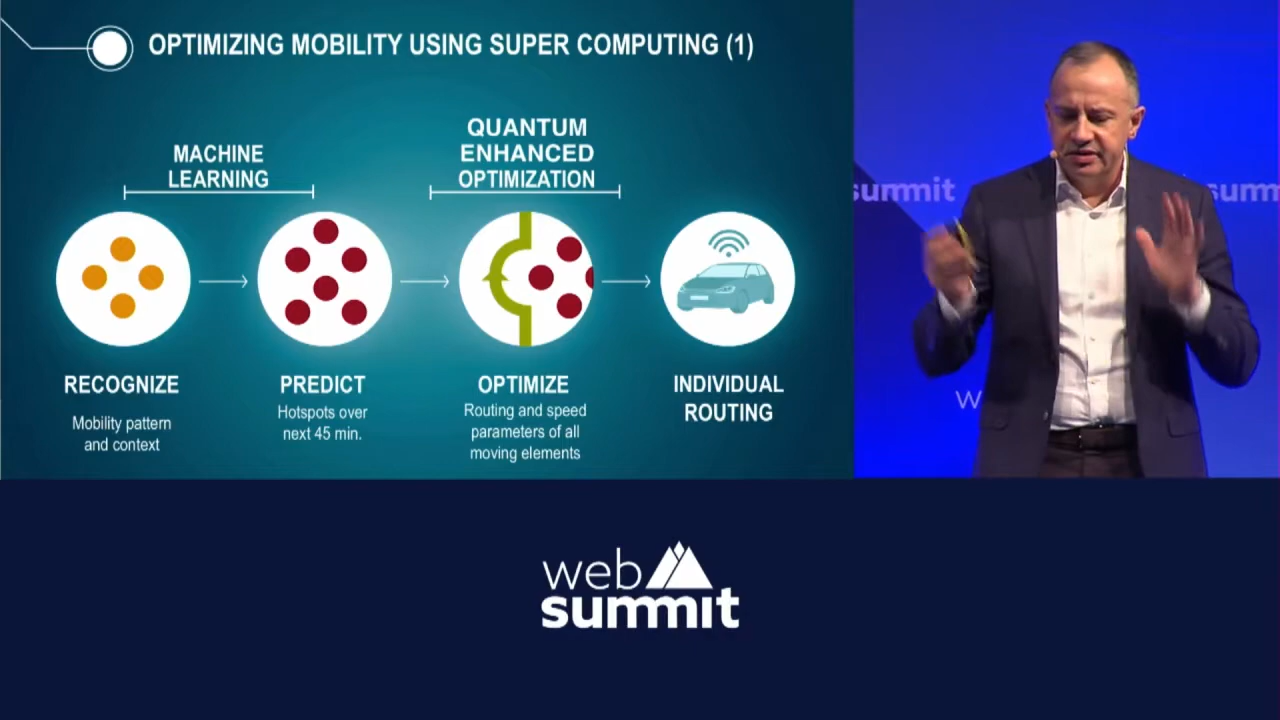 OPTIMIZING MOBILITY USING SUPER COMPUTING (1)
MACHINE
LEARNING
QUANTUM
ENHANCED
OPTIMIZATION
RECOGNIZE
Mobility pattern
and context
PREDICT
Hotspots over
next 45 min.
OPTIMIZE
Routing and speed
parameters of all
moving elements
INDIVIDUAL
ROUTING
summit
summ
w
web
summit